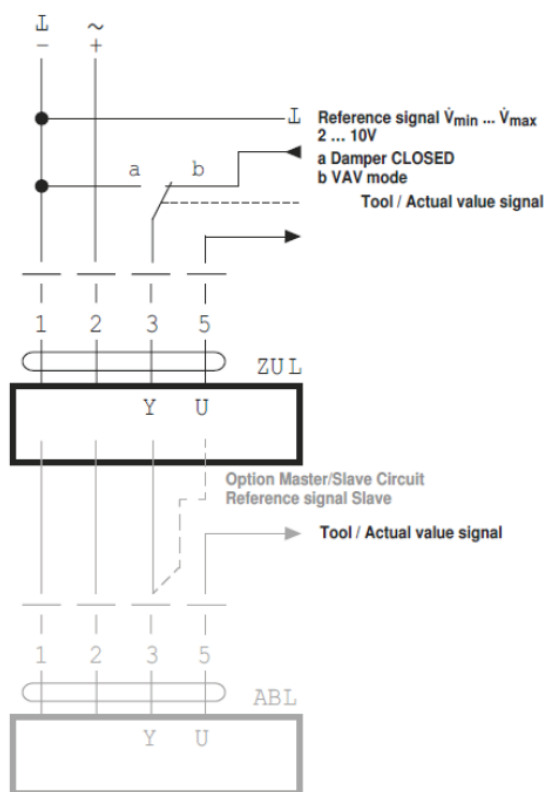 ⊥ ~
- +
⊥ Reference signal V̇min ... V̇max
2 ... 10V
a b
a Damper CLOSED
b VAV mode
Tool / Actual value signal
1 2 3 5
ZUL
Y U
Option Master/Slave Circuit
Reference signal Slave
Tool / Actual value signal
1 2 3 5
ABL
Y U